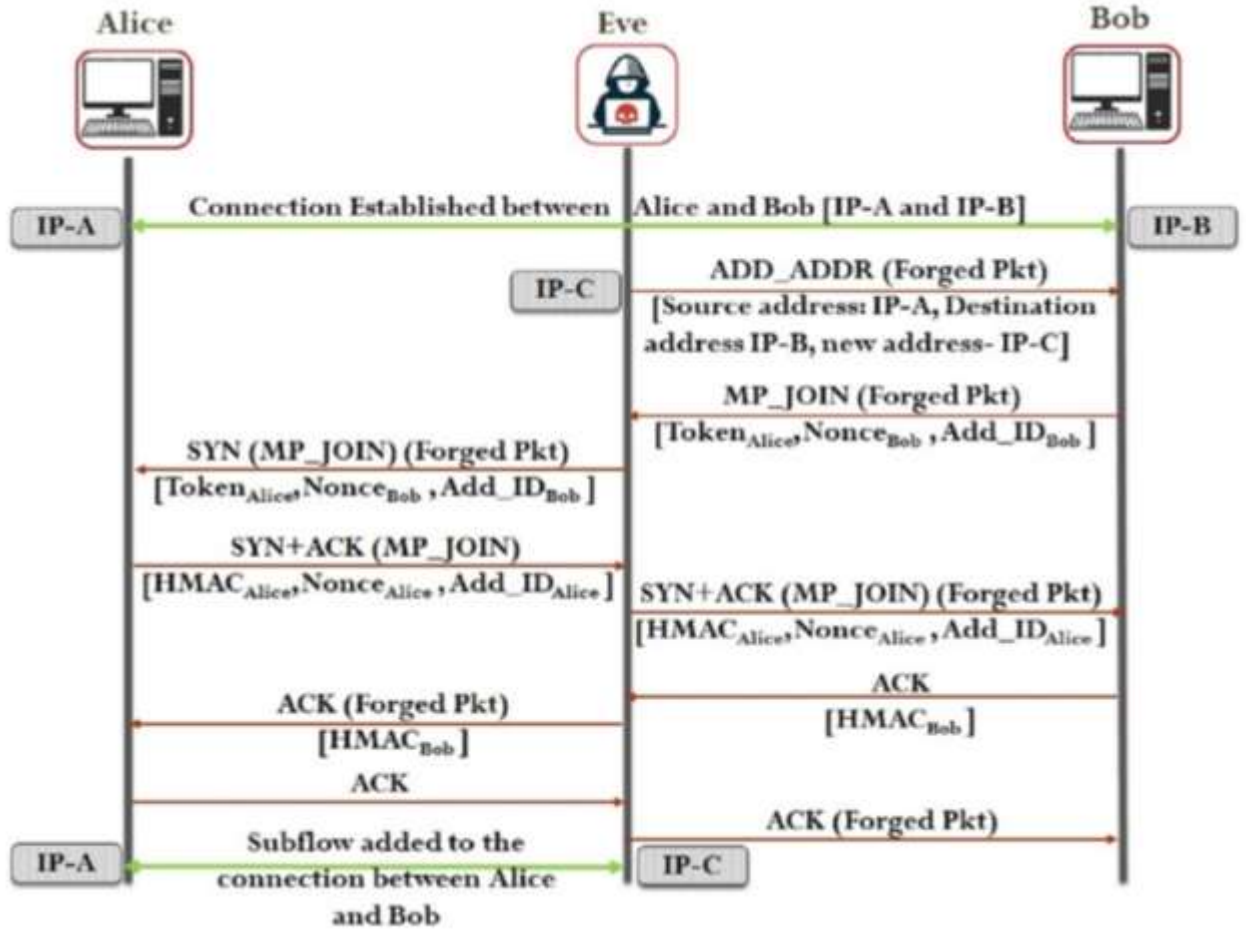 Alice
Eve
Bob
Connection Established between Alice and Bob [IP-A and IP-B]
IP-A
IP-B
ADD_ADDR (Forged Pkt)
IP-C
[Source address: IP-A, Destination
address IP-B, new address- IP-C]
MP_JOIN (Forged Pkt)
[TokenAlice,NonceBob ,Add_IDBob]
SYN (MP_JOIN) (Forged Pkt)
[TokenAlice,NonceBob ,Add_IDBob]
SYN+ACK (MP_JOIN)
[HMACAlice,NonceAlice ,Add_IDAlice]
SYN+ACK (MP_JOIN) (Forged Pkt)
[HMACAlice,NonceAlice ,Add_IDAlice]
ACK
[HMACBob]
ACK (Forged Pkt)
[HMACBob]
ACK
ACK (Forged Pkt)
IP-A
Subflow added to the
connection between Alice
and Bob
IP-C